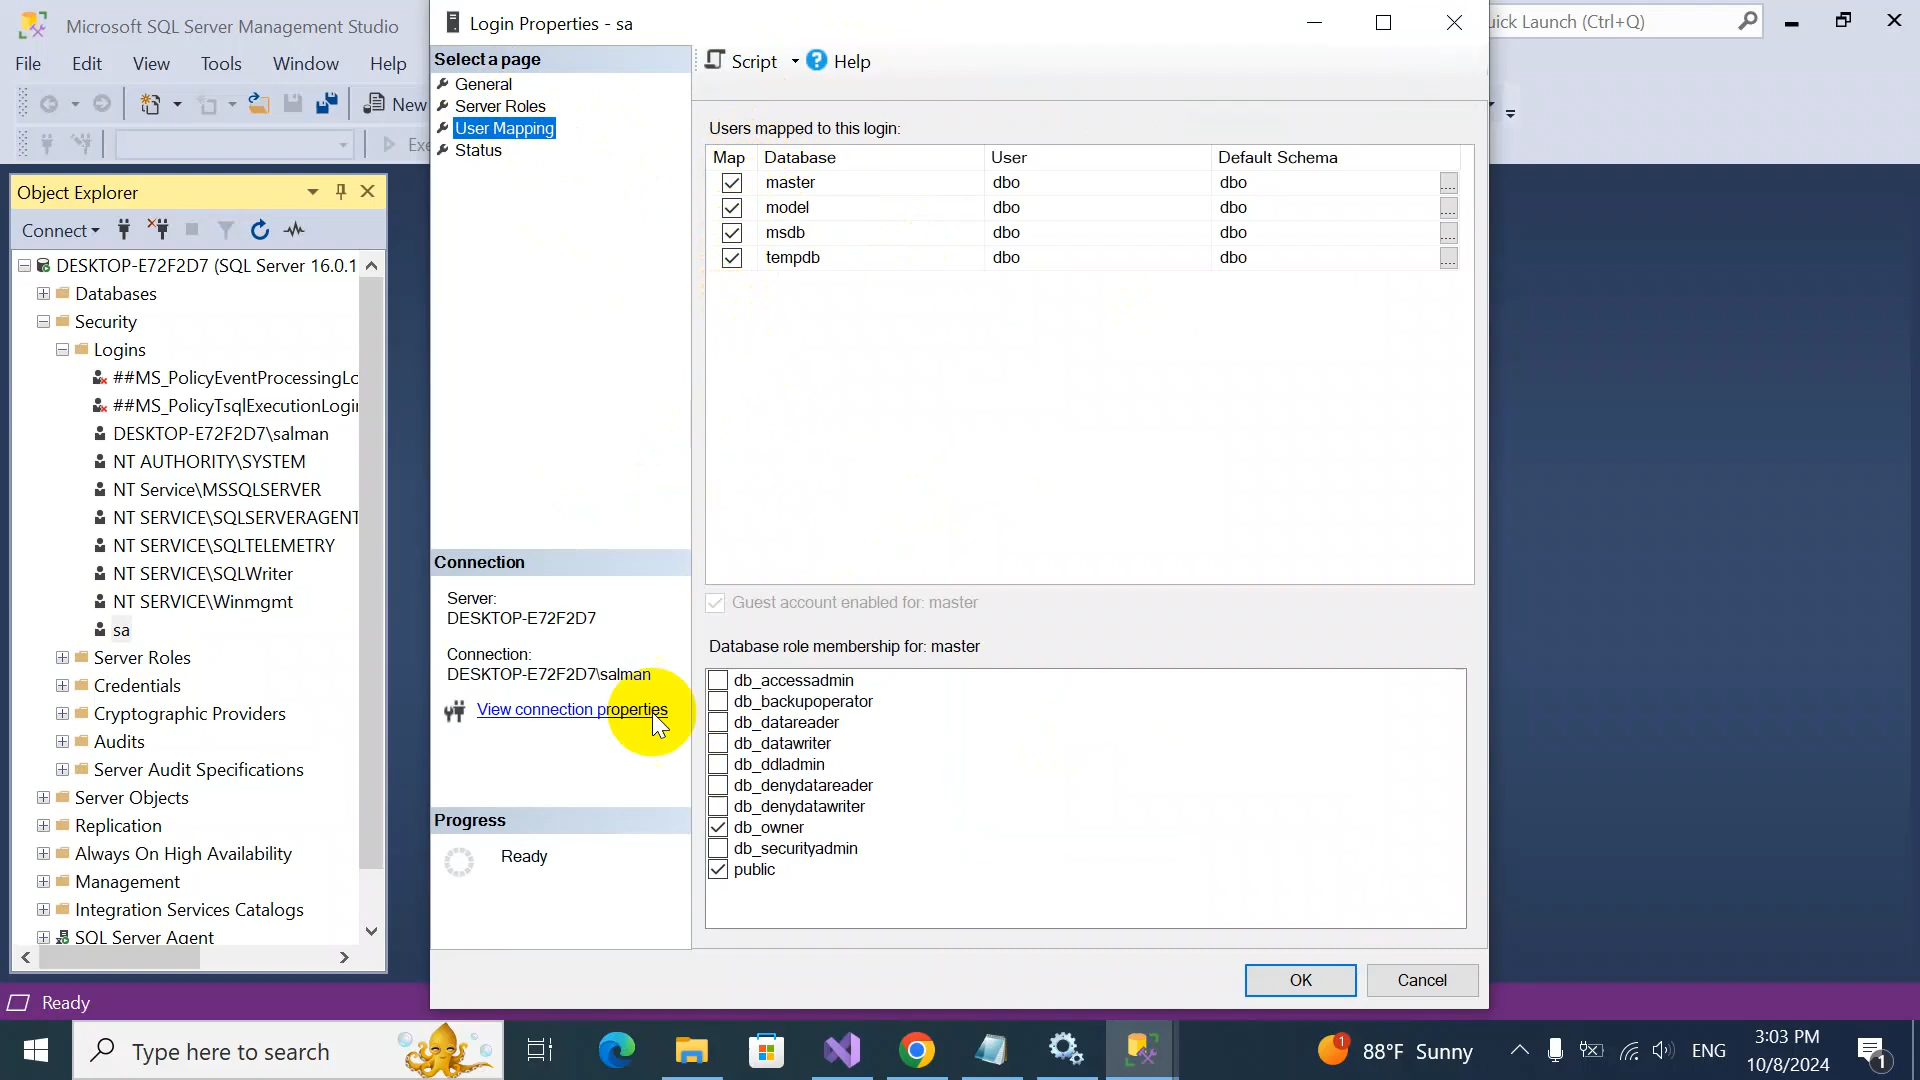 Microsoft SQL Server Management Studio
Quick Launch (Ctrl+Q)
File Edit View Tools Window Help
New
Object Explorer
Connect
DESKTOP-E72F2D7 (SQL Server 16.0.1
Databases
Security
Logins
##MS_PolicyEventProcessingLo
##MS_PolicyTsqlExecutionLogin
DESKTOP-E72F2D7\salman
NT AUTHORITY\SYSTEM
NT Service\MSSQLSERVER
NT SERVICE\SQLSERVERAGENT
NT SERVICE\SQLTELEMETRY
NT SERVICE\SQLWriter
NT SERVICE\Winmgmt
sa
Server Roles
Credentials
Cryptographic Providers
Audits
Server Audit Specifications
Server Objects
Replication
Always On High Availability
Management
Integration Services Catalogs
SQL Server Agent
Ready
Login Properties - sa
Select a page
General
Server Roles
User Mapping
Status
Connection
Server:
DESKTOP-E72F2D7
Connection:
DESKTOP-E72F2D7\salman
View connection properties
Progress
Ready
Script Help
Users mapped to this login:
Map Database User Default Schema
master dbo dbo ...
model dbo dbo ...
msdb dbo dbo ...
tempdb dbo dbo ...
Guest account enabled for: master
Database role membership for: master
db_accessadmin
db_backupoperator
db_datareader
db_datawriter
db_ddladmin
db_denydatareader
db_denydatawriter
db_owner
db_securityadmin
public
OK Cancel
Type here to search
1
88°F Sunny
ENG
3:03 PM
10/8/2024
1